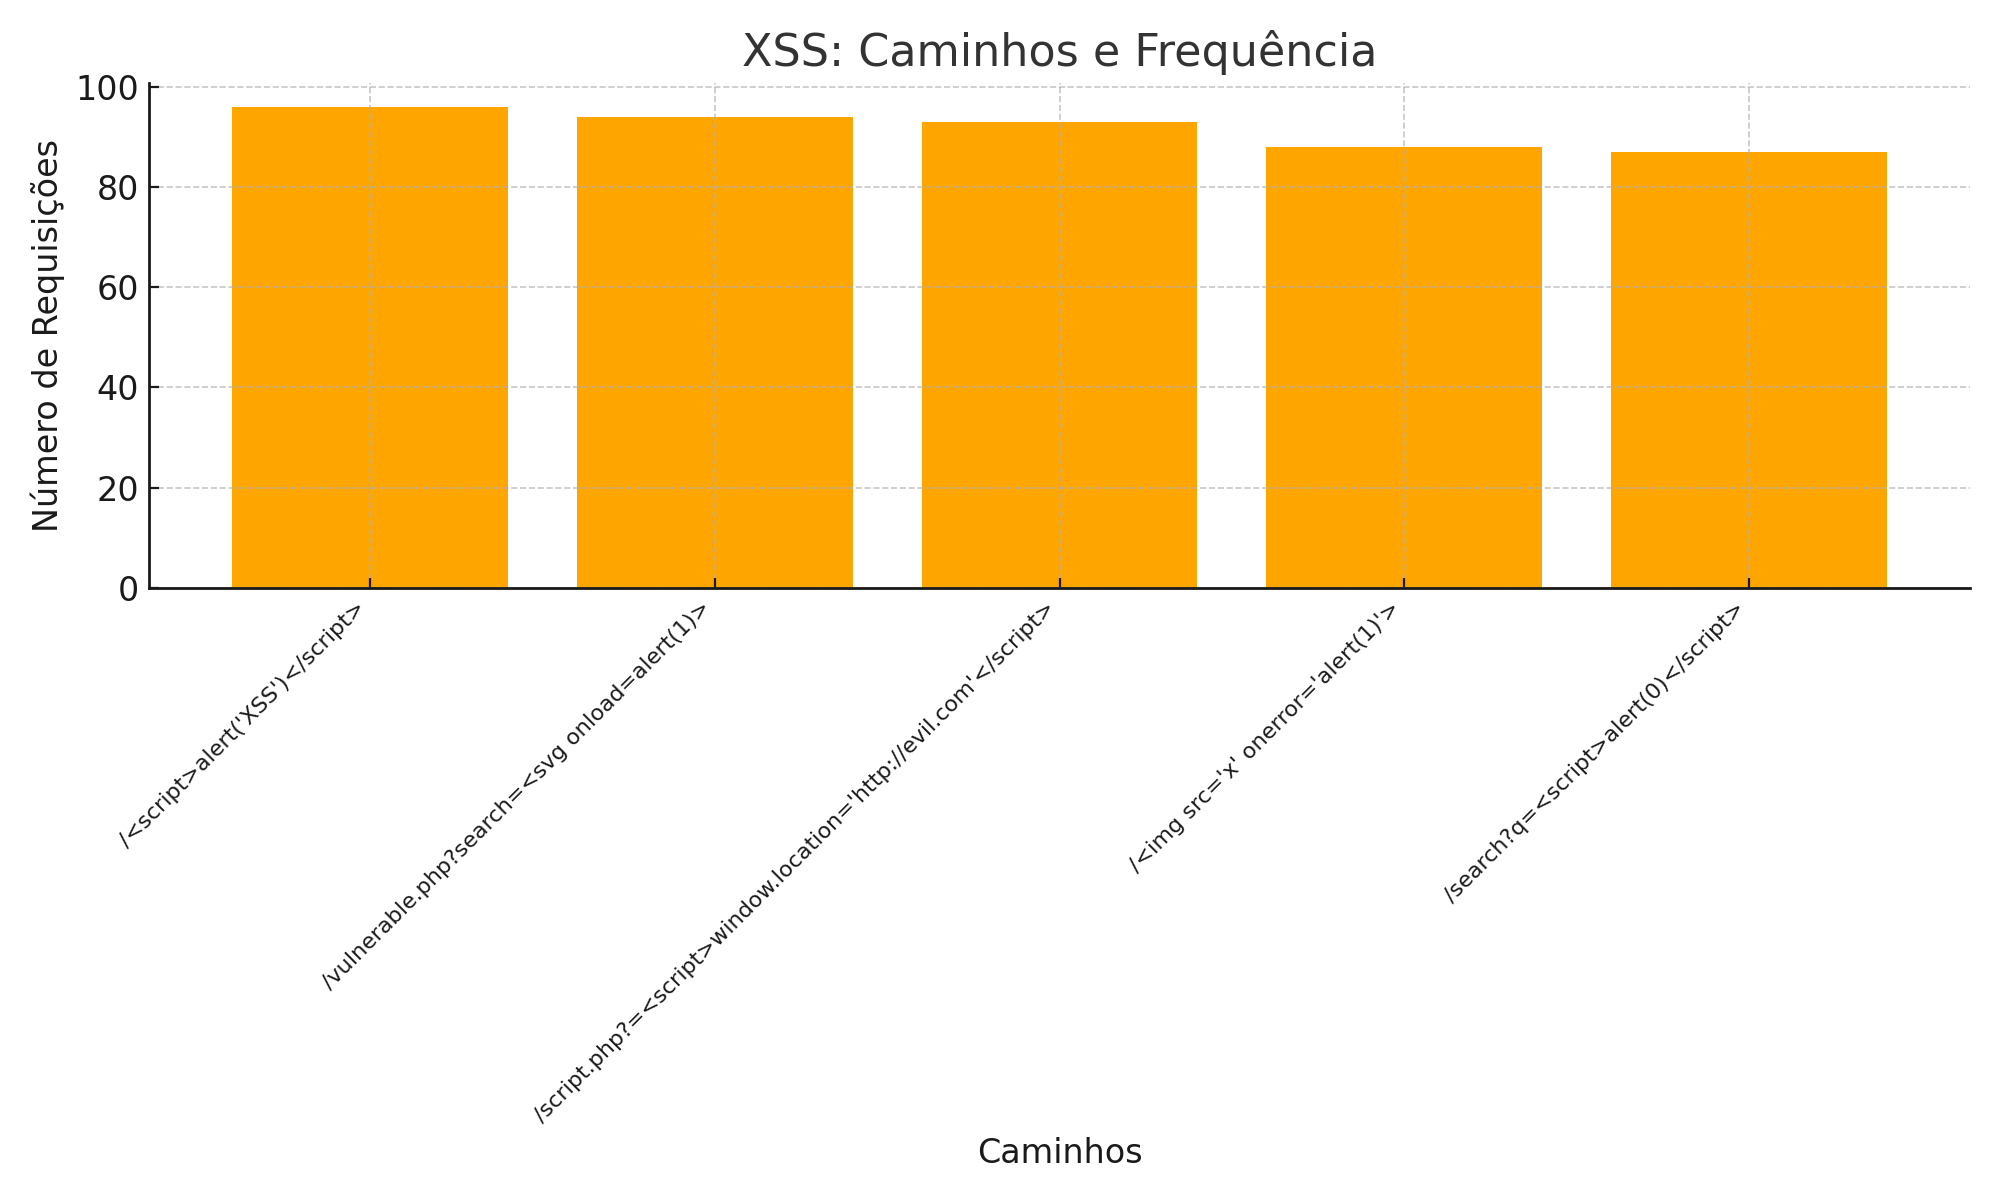 XSS: Caminhos e Frequência
Número de Requisições
100
80
60
40
20
0
/<script>alert('XSS')</script>
/vulnerable.php?search=<svg onload=alert(1)>
/script.php?=<script>window.location='http://evil.com'</script>
/<img src='x' onerror='alert(1)'>
/search?q=<script>alert(0)</script>
Caminhos